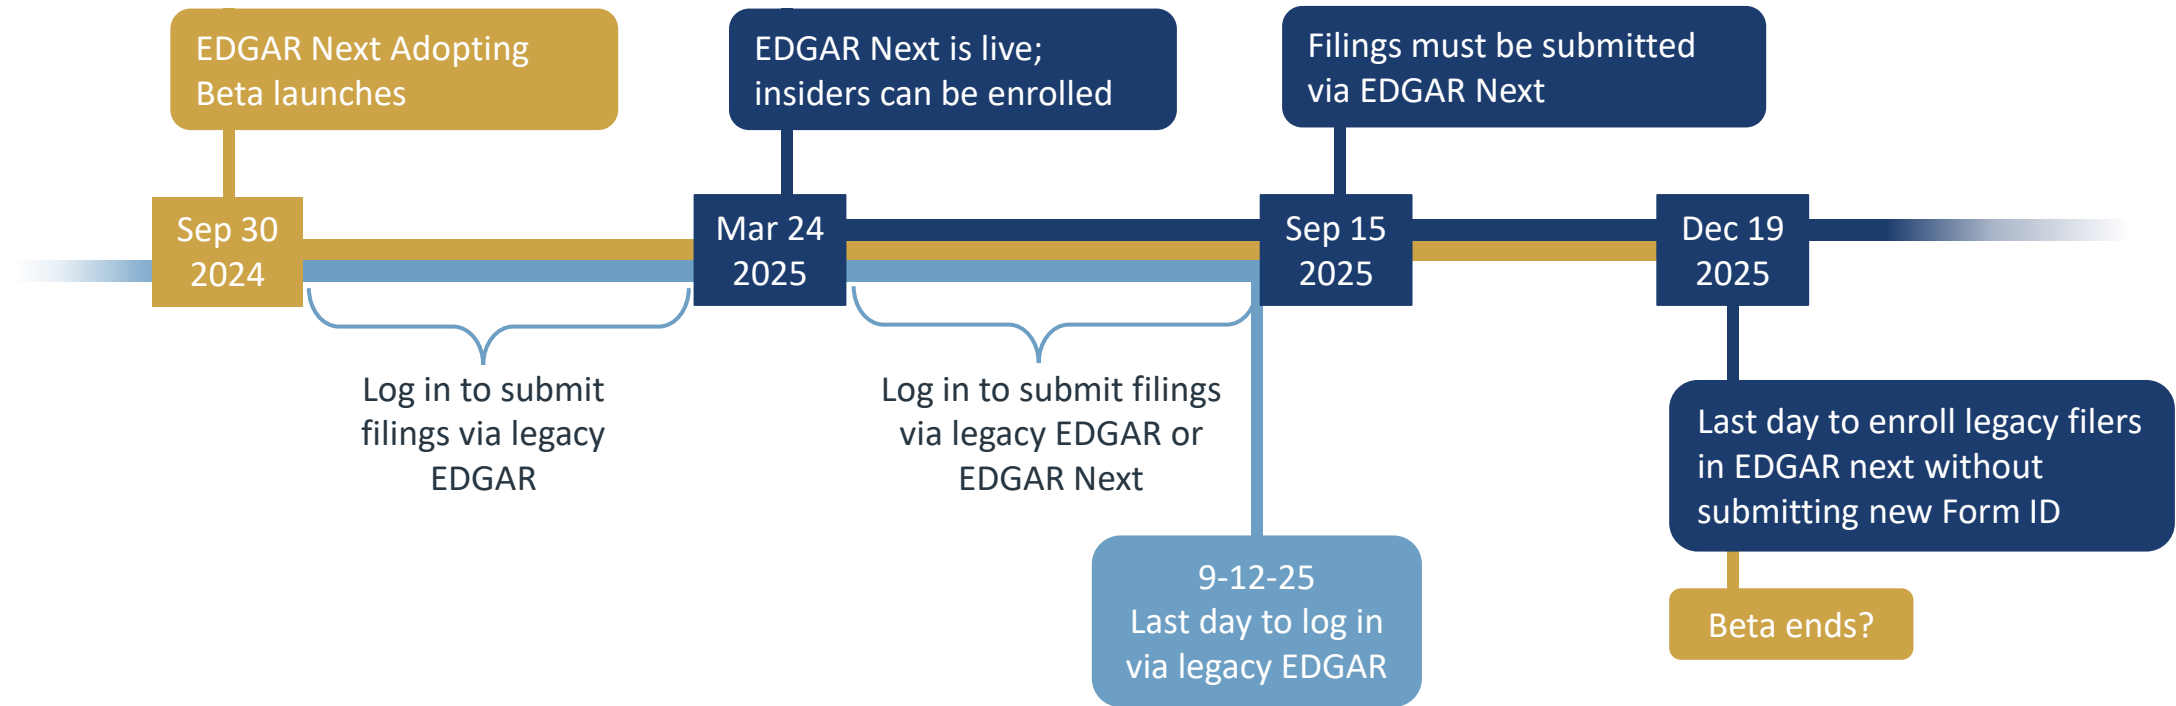 EDGAR Next Adopting
Beta launches
EDGAR Next is live;
insiders can be enrolled
Filings must be submitted
via EDGAR Next
Sep 30
2024
Mar 24
2025
Sep 15
2025
Dec 19
2025
Log in to submit
filings via legacy
EDGAR
Log in to submit filings
via legacy EDGAR or
EDGAR Next
Last day to enroll legacy filers
in EDGAR next without
submitting new Form ID
9-12-25
Last day to log in
via legacy EDGAR
Beta ends?